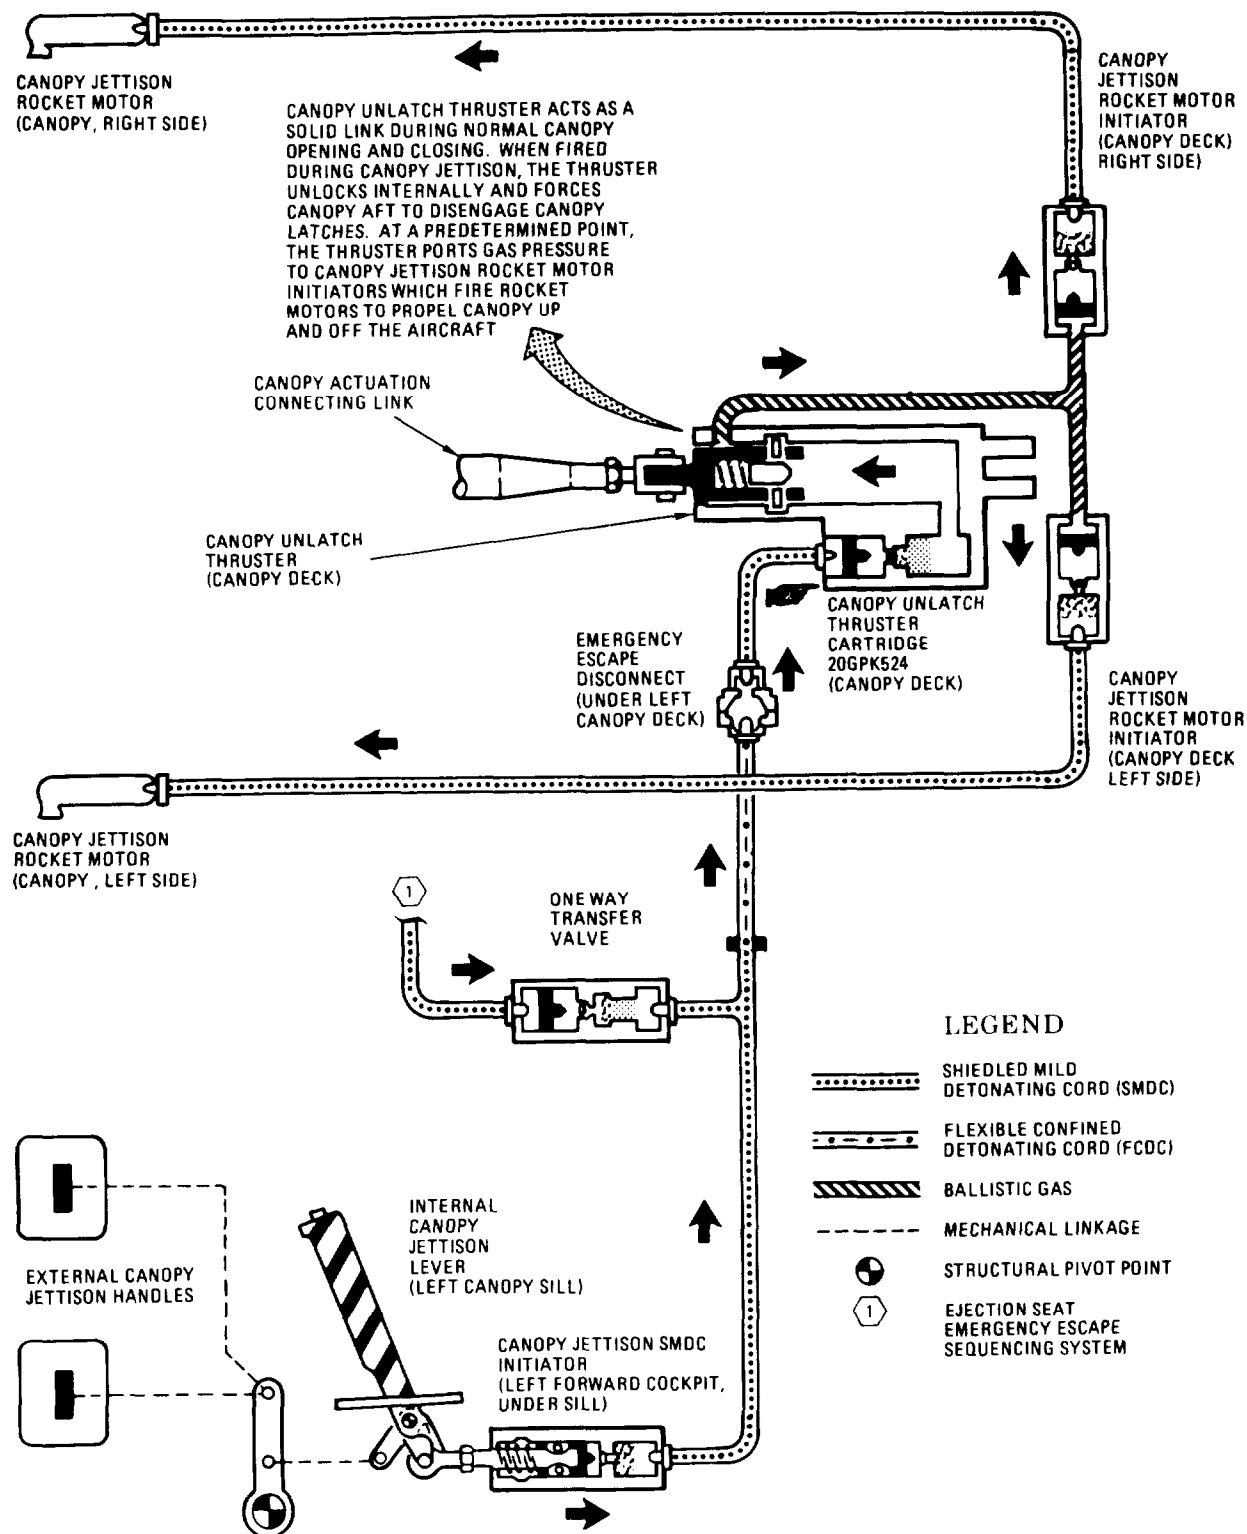 CANOPY JETTISON
ROCKET MOTOR
(CANOPY, RIGHT SIDE)
CANOPY UNLATCH THRUSTER ACTS AS A
SOLID LINK DURING NORMAL CANOPY
OPENING AND CLOSING. WHEN FIRED
DURING CANOPY JETTISON, THE THRUSTER
UNLOCKS INTERNALLY AND FORCES
CANOPY AFT TO DISENGAGE CANOPY
LATCHES. AT A PREDETERMINED POINT,
THE THRUSTER PORTS GAS PRESSURE
TO CANOPY JETTISON ROCKET MOTOR
INITIATORS WHICH FIRE ROCKET
MOTORS TO PROPEL CANOPY UP
AND OFF THE AIRCRAFT
CANOPY
JETTISON
ROCKET MOTOR
INITIATOR
(CANOPY DECK)
RIGHT SIDE)
CANOPY ACTUATION
CONNECTING LINK
CANOPY UNLATCH
THRUSTER
(CANOPY DECK)
CANOPY UNLATCH
THRUSTER
CARTRIDGE
20GPK524
(CANOPY DECK)
EMERGENCY
ESCAPE
DISCONNECT
(UNDER LEFT
CANOPY DECK)
CANOPY
JETTISON
ROCKET MOTOR
INITIATOR
(CANOPY DECK
LEFT SIDE)
CANOPY JETTISON
ROCKET MOTOR
(CANOPY , LEFT SIDE)
1
ONE WAY
TRANSFER
VALVE
LEGEND
SHIEDLED MILD
DETONATING CORD (SMDC)
FLEXIBLE CONFINED
DETONATING CORD (FCDC)
BALLISTIC GAS
MECHANICAL LINKAGE
STRUCTURAL PIVOT POINT
1
EJECTION SEAT
EMERGENCY ESCAPE
SEQUENCING SYSTEM
INTERNAL
CANOPY
JETTISON
LEVER
(LEFT CANOPY SILL)
EXTERNAL CANOPY
JETTISON HANDLES
CANOPY JETTISON SMDC
INITIATOR
(LEFT FORWARD COCKPIT,
UNDER SILL)